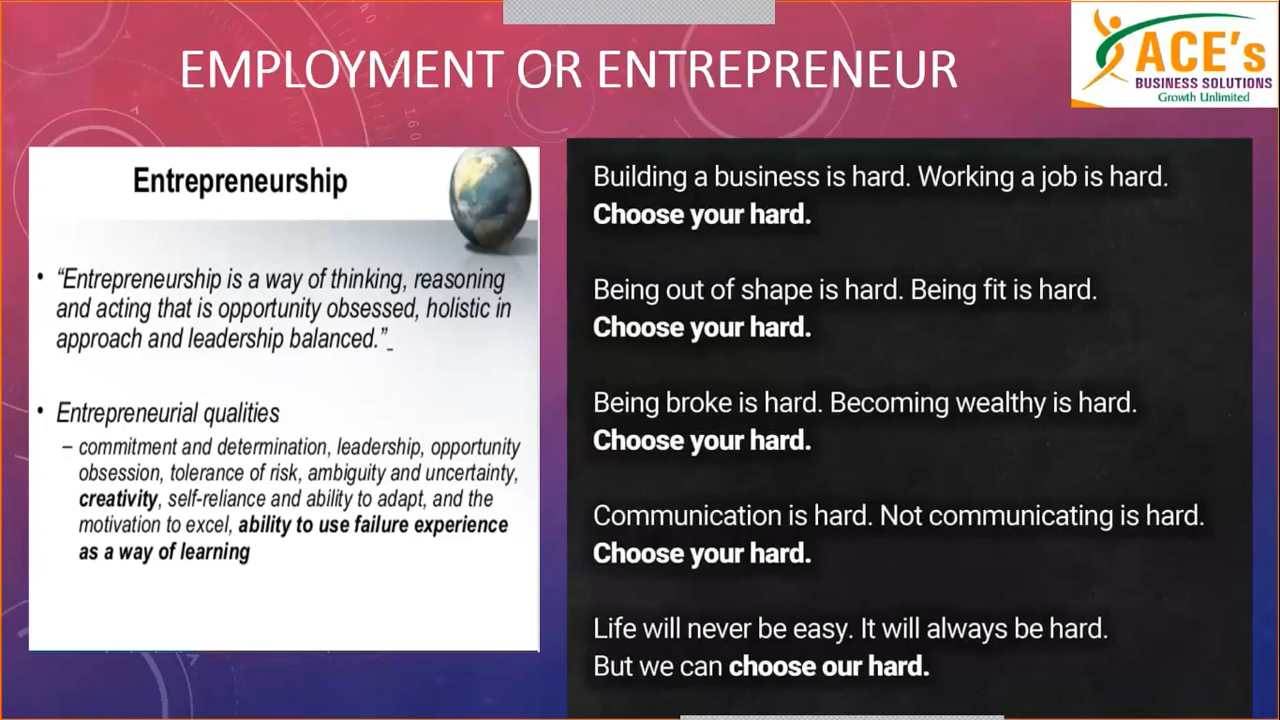 EMPLOYMENT OR ENTREPRENEUR
ACE's
BUSINESS SOLUTIONS
Growth Unlimited
Entrepreneurship
• “Entrepreneurship is a way of thinking, reasoning
and acting that is opportunity obsessed, holistic in
approach and leadership balanced.”
• Entrepreneurial qualities
– commitment and determination, leadership, opportunity
obsession, tolerance of risk, ambiguity and uncertainty,
creativity, self-reliance and ability to adapt, and the
motivation to excel, ability to use failure experience
as a way of learning
Building a business is hard. Working a job is hard.
Choose your hard.
Being out of shape is hard. Being fit is hard.
Choose your hard.
Being broke is hard. Becoming wealthy is hard.
Choose your hard.
Communication is hard. Not communicating is hard.
Choose your hard.
Life will never be easy. It will always be hard.
But we can choose our hard.